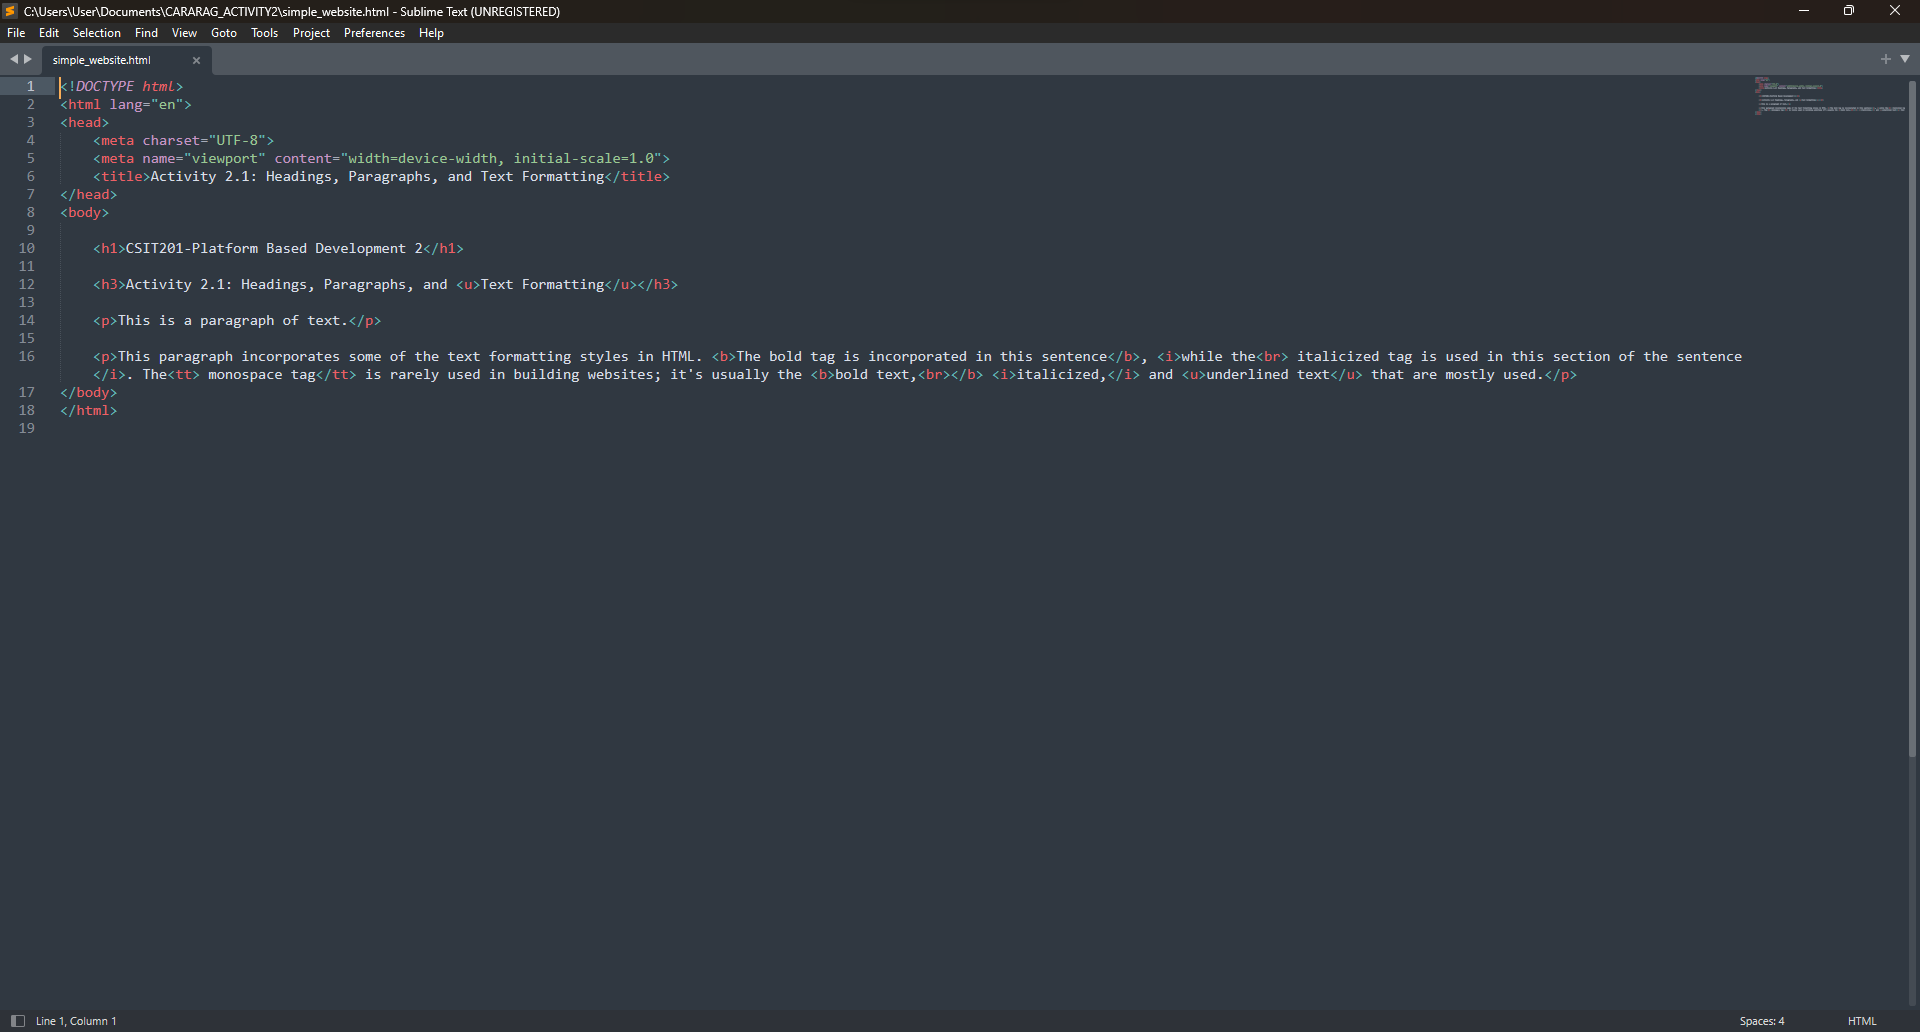 C:\Users\User\Documents\CARARAG_ACTIVITY2\simple_website.html - Sublime Text (UNREGISTERED)
File Edit Selection Find View Goto Tools Project Preferences Help
simple_website.html
1 <!DOCTYPE html>
2 <html lang="en">
3 <head>
4     <meta charset="UTF-8">
5     <meta name="viewport" content="width=device-width, initial-scale=1.0">
6     <title>Activity 2.1: Headings, Paragraphs, and Text Formatting</title>
7 </head>
8 <body>
9
10     <h1>CSIT201-Platform Based Development 2</h1>
11
12     <h3>Activity 2.1: Headings, Paragraphs, and <u>Text Formatting</u></h3>
13
14     <p>This is a paragraph of text.</p>
15
16     <p>This paragraph incorporates some of the text formatting styles in HTML. <b>The bold tag is incorporated in this sentence</b>, <i>while the<br> italicized tag is used in this section of the sentence
</i>. The<tt> monospace tag</tt> is rarely used in building websites; it's usually the <b>bold text,<br></b> <i>italicized,</i> and <u>underlined text</u> that are mostly used.</p>
17 </body>
18 </html>
19
Line 1, Column 1
Spaces: 4
HTML